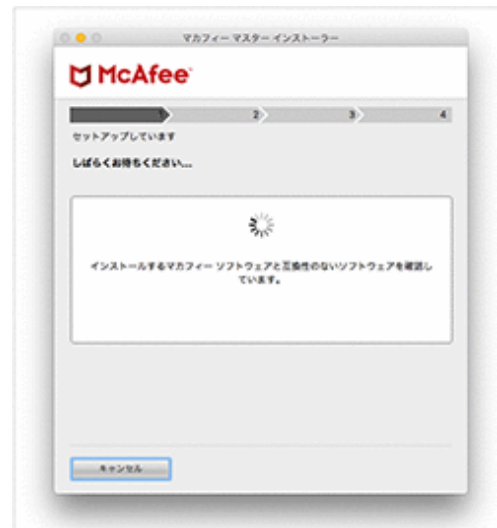 マカフィー マスター インストーラー
McAfee
1 2 3 4
セットアップしています
しばらくお待ちください...
インストールするマカフィー ソフトウェアと互換性のないソフトウェアを確認し
ています。
キャンセル